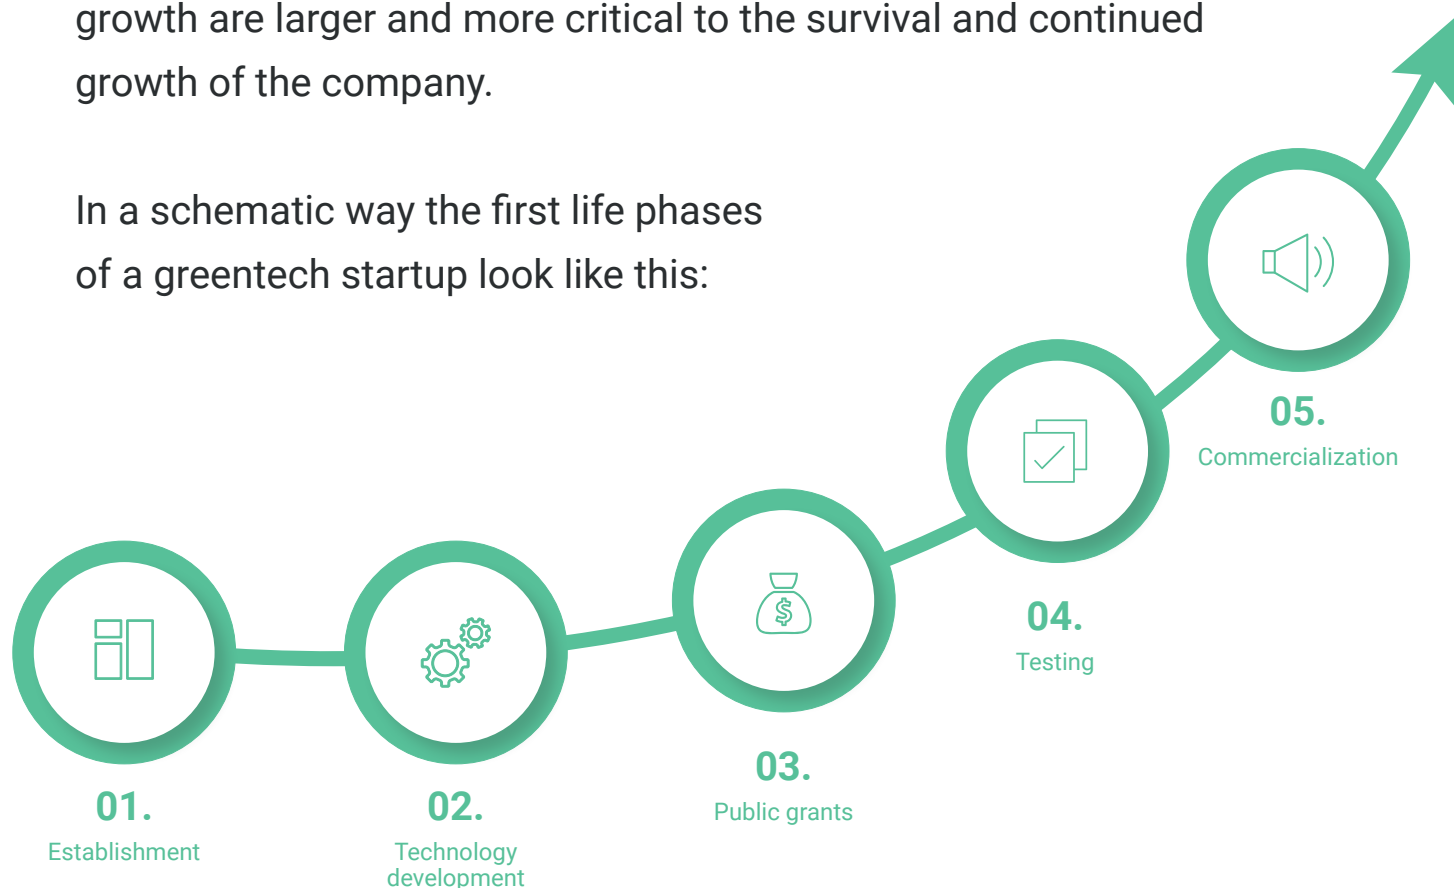 growth are larger and more critical to the survival and continued
growth of the company.
In a schematic way the first life phases
of a greentech startup look like this:
01.
Establishment
02.
Technology
development
03.
Public grants
$
04.
Testing
05.
Commercialization